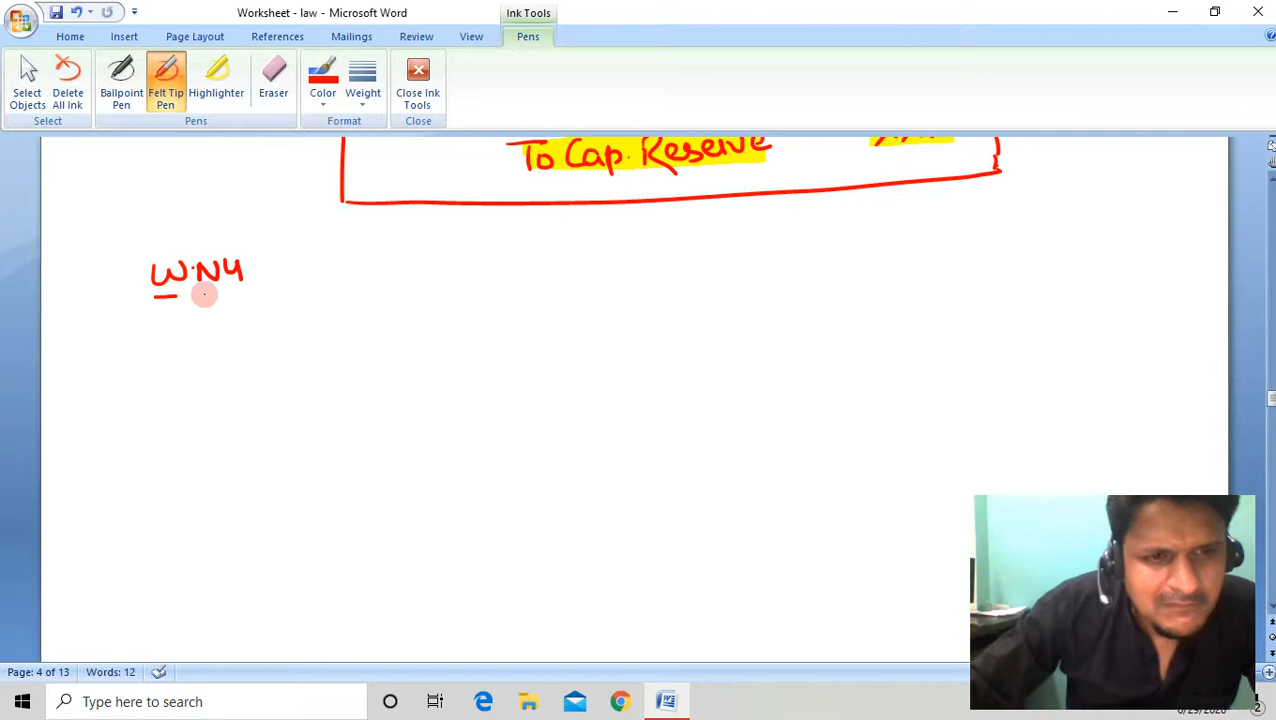 Worksheet - law - Microsoft Word
Ink Tools
Home Insert Page Layout References Mailings Review View Pens
Select Objects
Delete All Ink
Ballpoint Pen
Felt Tip Pen
Highlighter
Eraser
Color
Weight
Close Ink Tools
Select Pens Format Close
To Cap. Reserve
W.N4
Page: 4 of 13 Words: 12
Type here to search